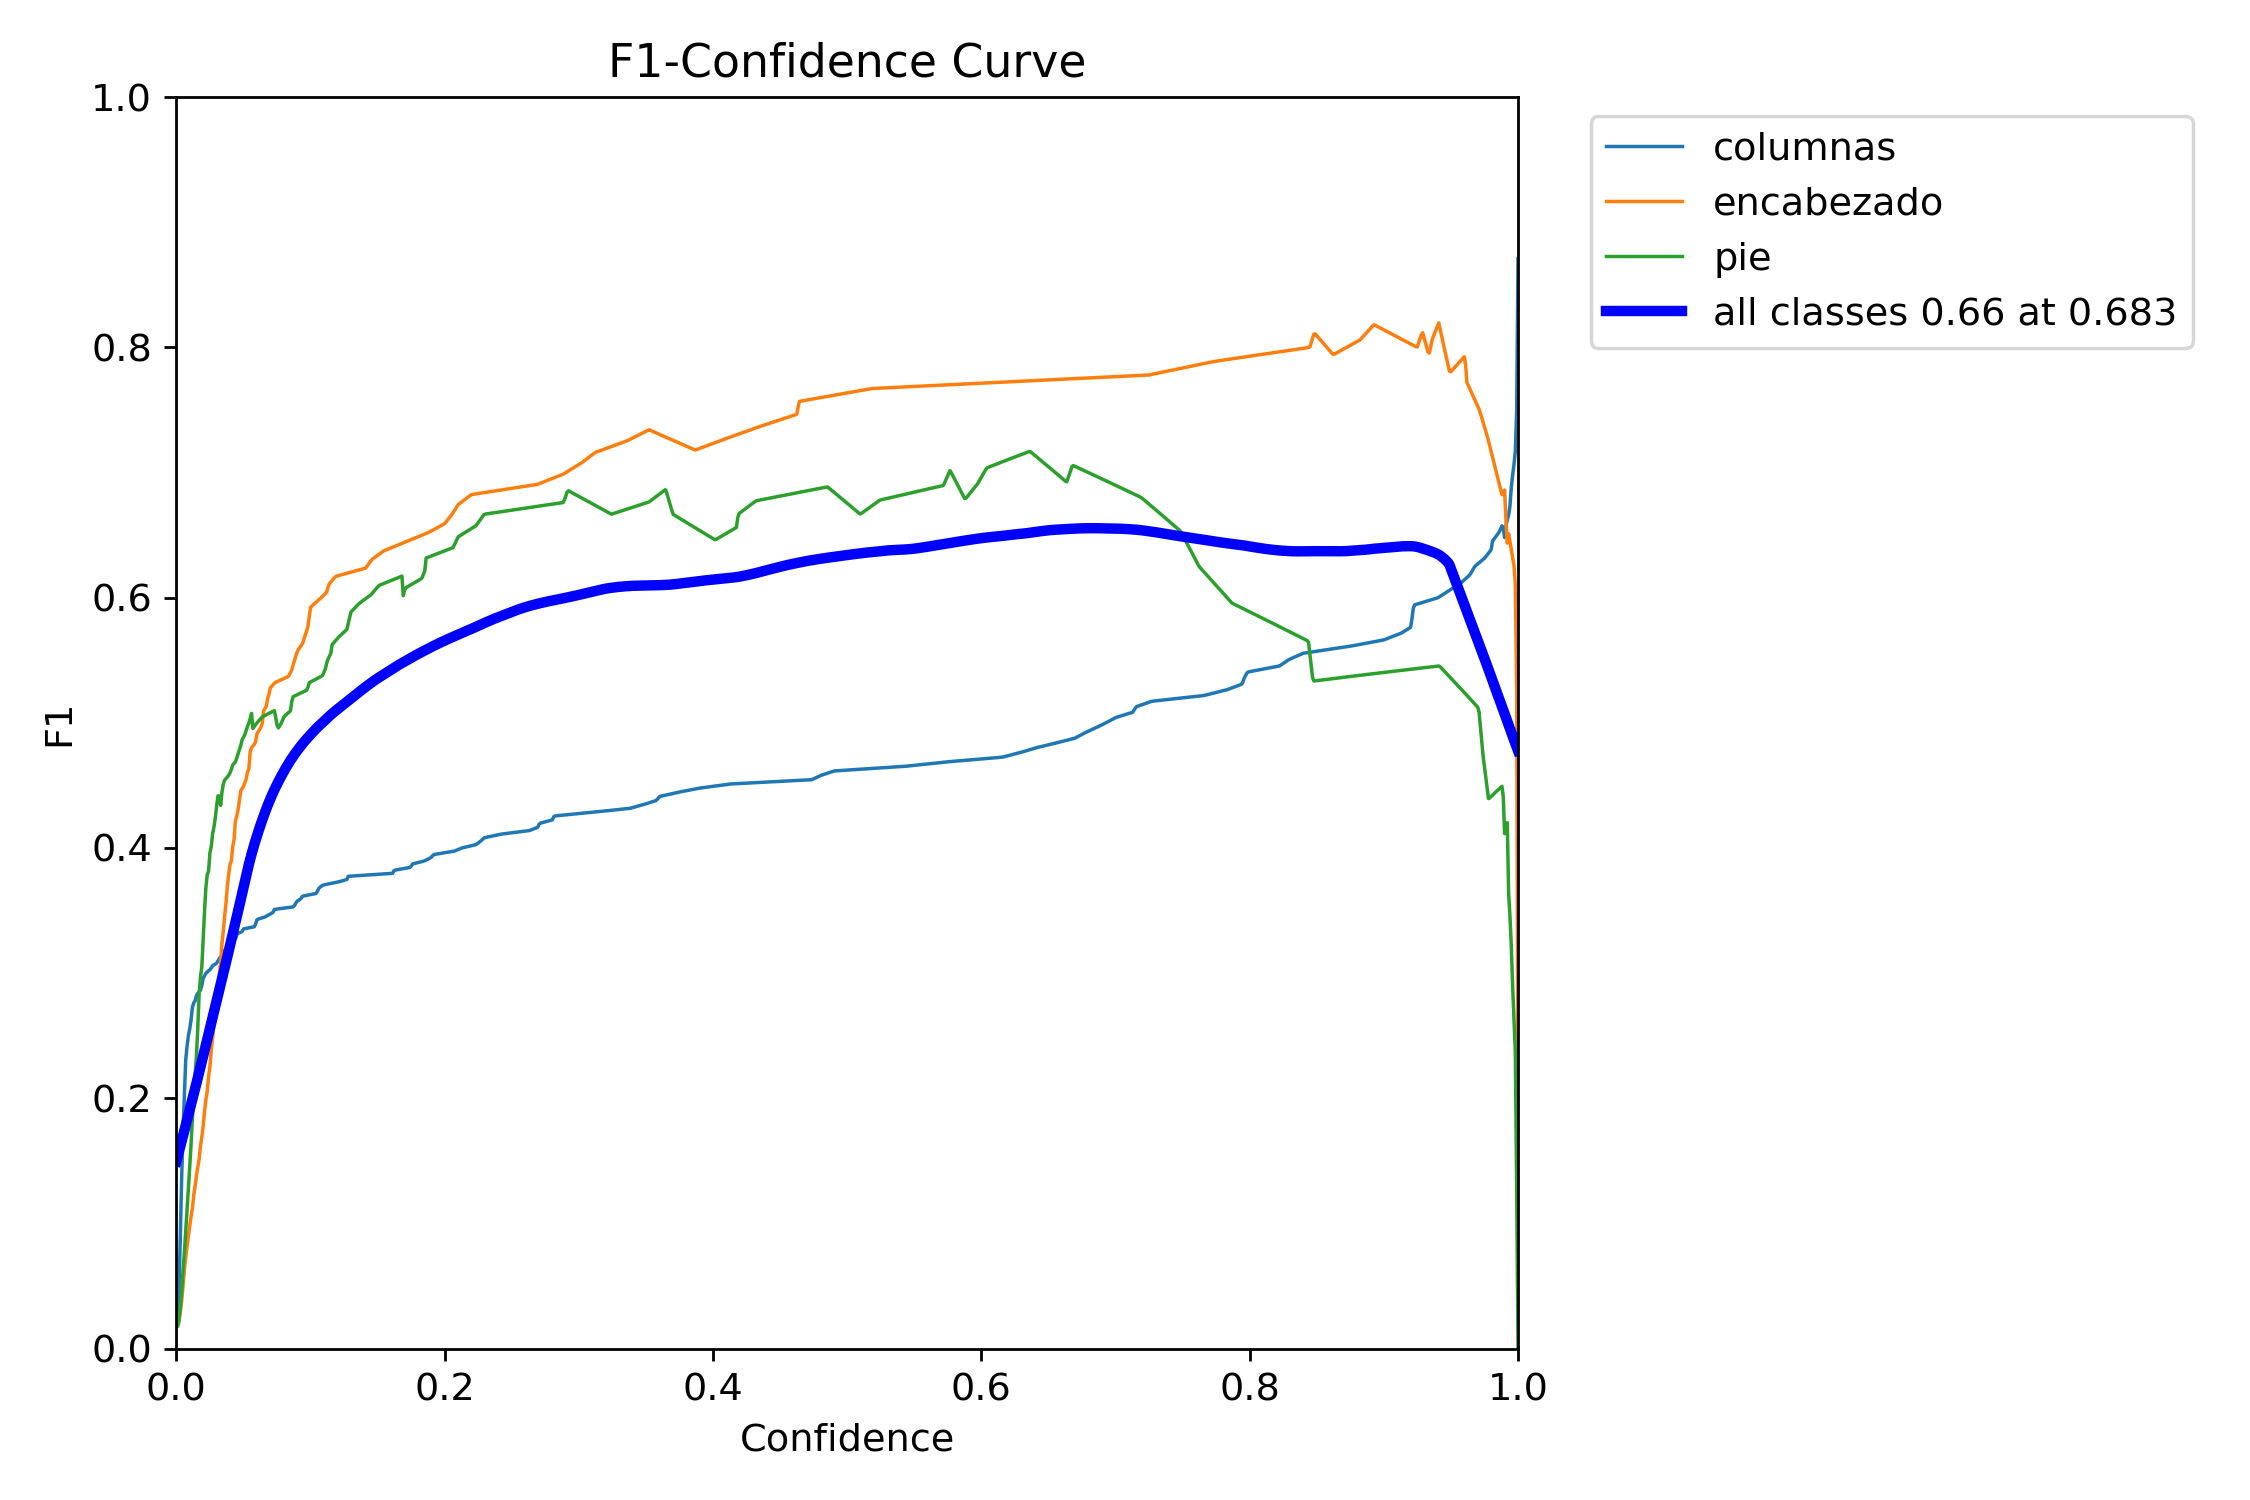 F1-Confidence Curve
1.0
0.8
0.6
0.4
0.2
0.0
F1
0.0 0.2 0.4 0.6 0.8 1.0
Confidence
columnas
encabezado
pie
all classes 0.66 at 0.683